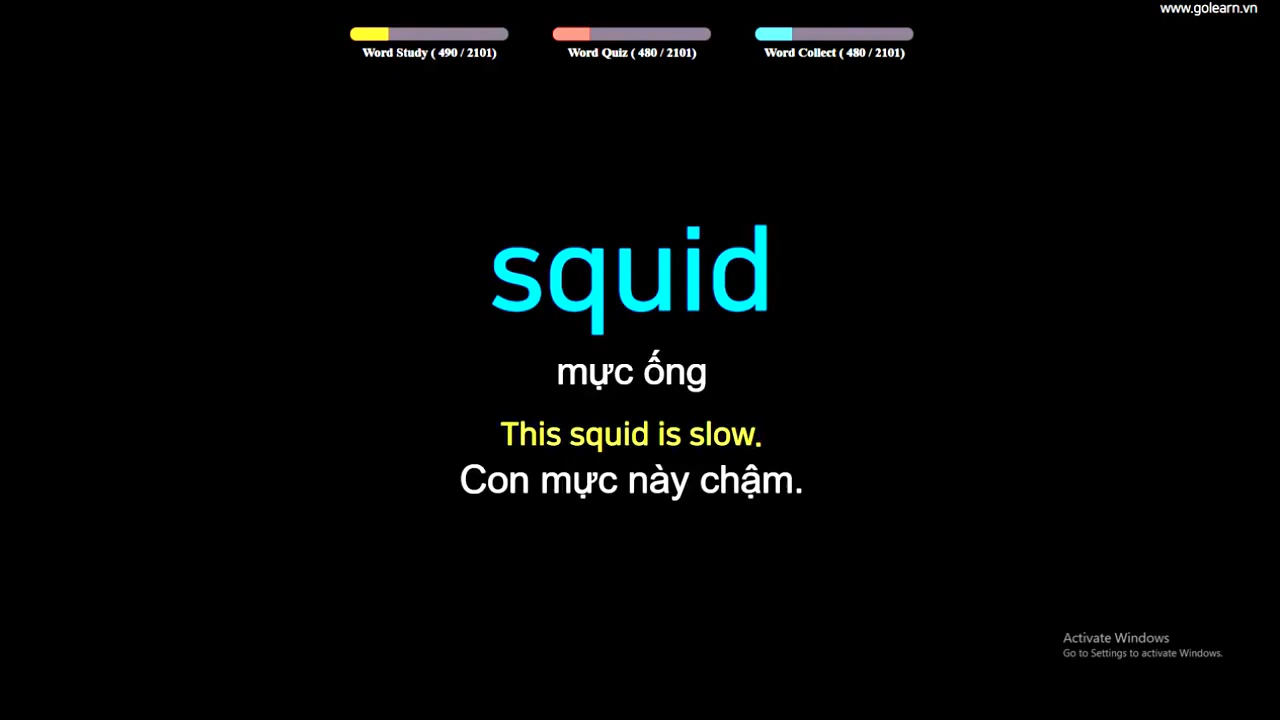 www.golearn.vn
Word Study ( 490 / 2101) Word Quiz ( 480 / 2101) Word Collect ( 480 / 2101)
squid
mực ống
This squid is slow.
Con mực này chậm.
Activate Windows
Go to Settings to activate Windows.